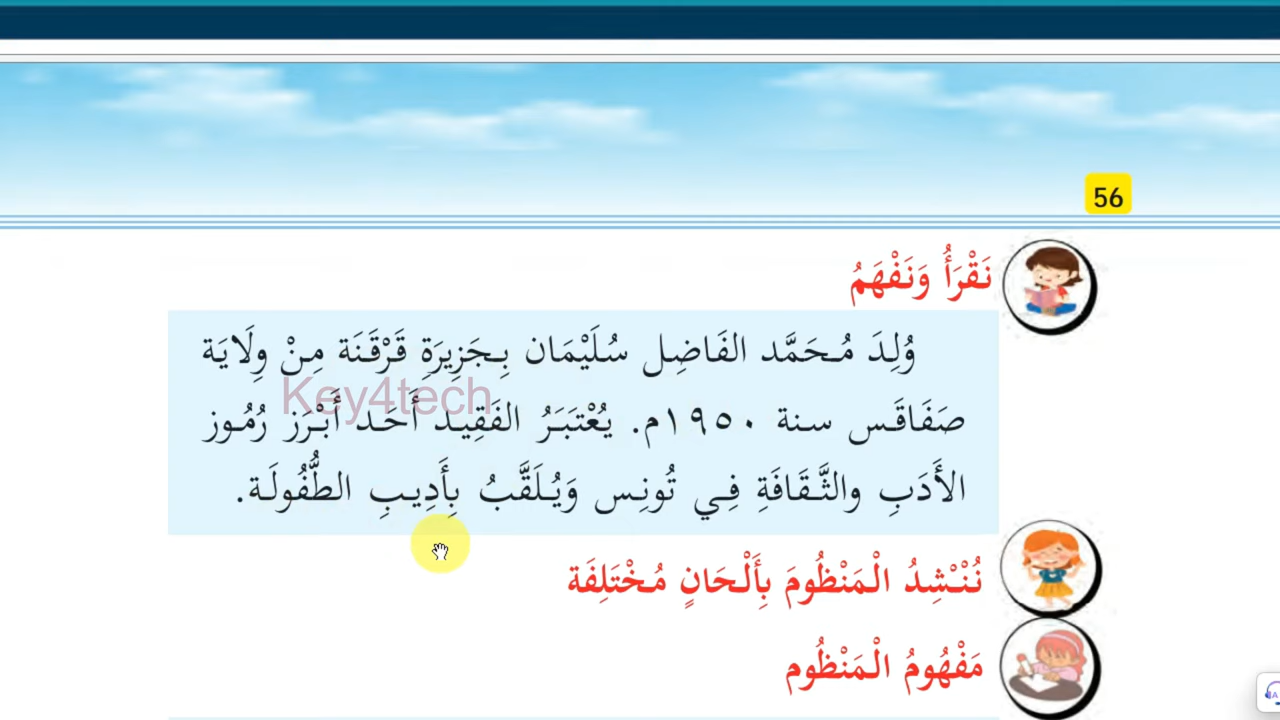 56
نَقْرَأُ وَنَفْهَمُ
وُلِدَ مُحَمَّد الفَاضِل سُلَيْمَان بِجَزِيرَةِ قَرْقَنَة مِنْ وِلَايَة
Key4tech
صَفَاقَس سنة ١٩٥٠م. يُعْتَبَرُ الفَقِيد أَحَد أَبْرَز رُمُوز
الأَدَبِ والثَّقَافَةِ فِي تُونِس وَيُلَقَّبُ بِأَدِيبِ الطُّفُولَة.
نُنْشِدُ الْمَنْظُومَ بِأَلْحَانٍ مُخْتَلِفَة
مَفْهُومُ الْمَنْظُوم